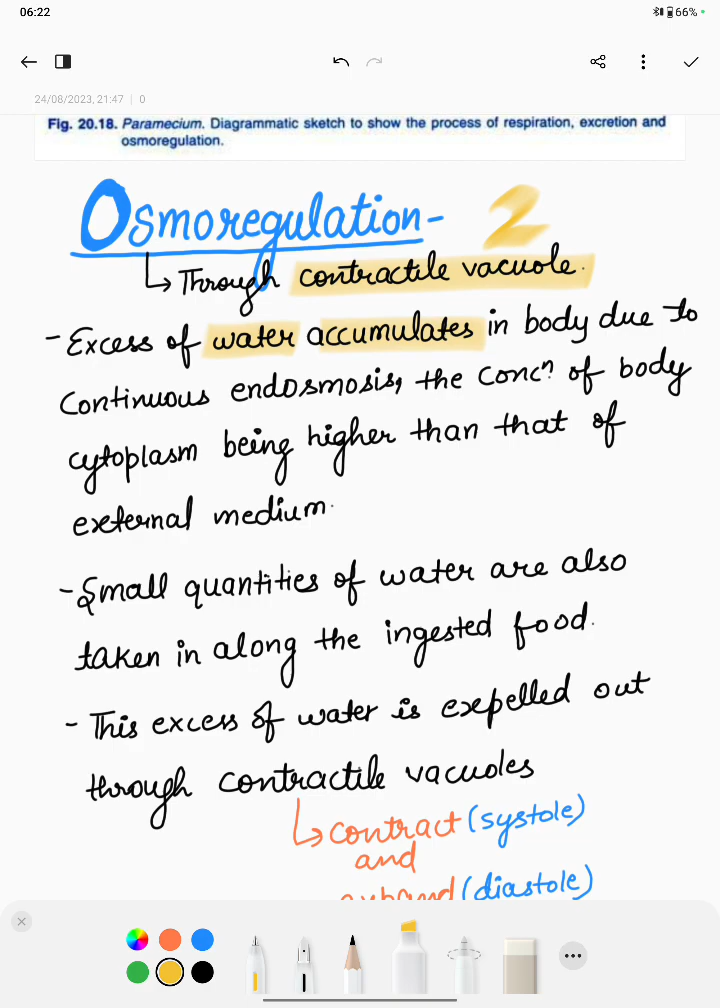 06:22
66%
24/08/2023, 21:47 | 0
Fig. 20.18. Paramecium. Diagrammatic sketch to show the process of respiration, excretion and
osmoregulation.
Osmoregulation- 2
↳ Through contractile vacuole.
- Excess of water accumulates in body due to
continuous endosmosis, the concn. of body
cytoplasm being higher than that of
external medium.
- Small quantities of water are also
taken in along the ingested food.
- This excess of water is expelled out
through contractile vacuoles
↳ contract (systole)
and
expand (diastole)